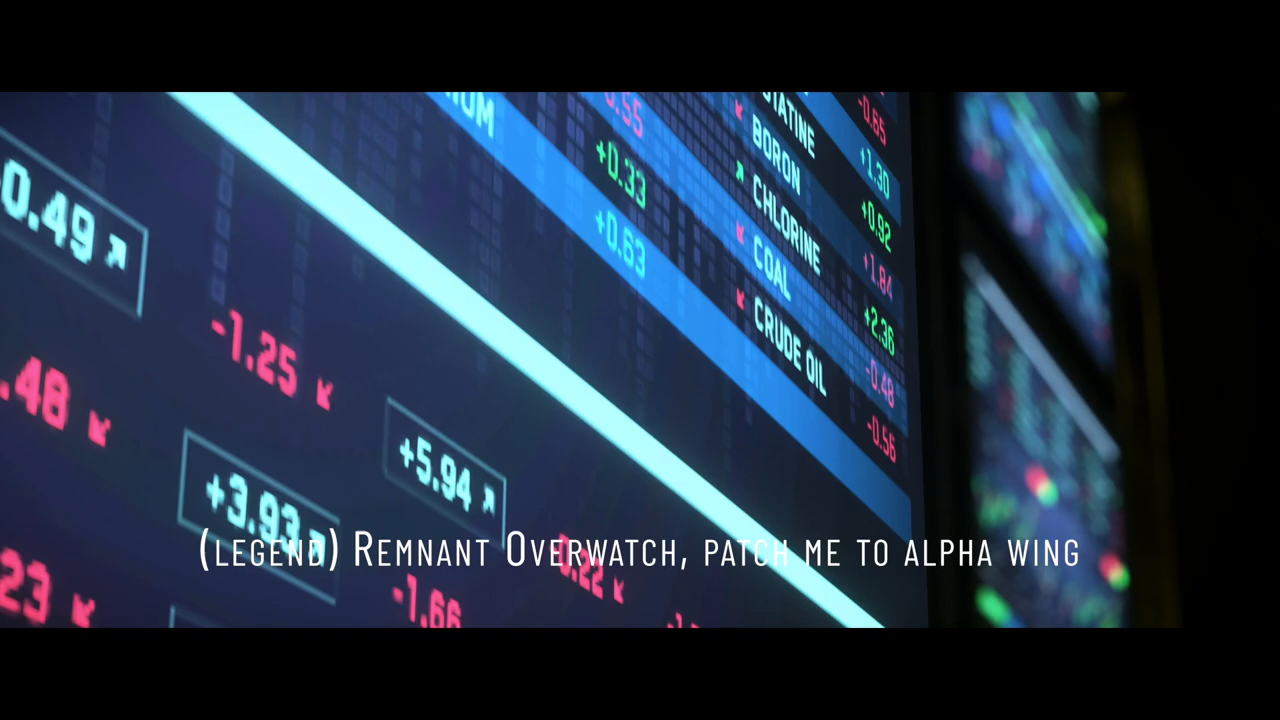 -0.65
+1.30
BORON +0.92
CHLORINE +1.84
COAL +2.36
CRUDE OIL -0.48
-0.56
+0.33
+0.63
0.49
-1.25
.48
+5.94
+3.93
23
-1.66
(LEGEND) REMNANT OVERWATCH, PATCH ME TO ALPHA WING